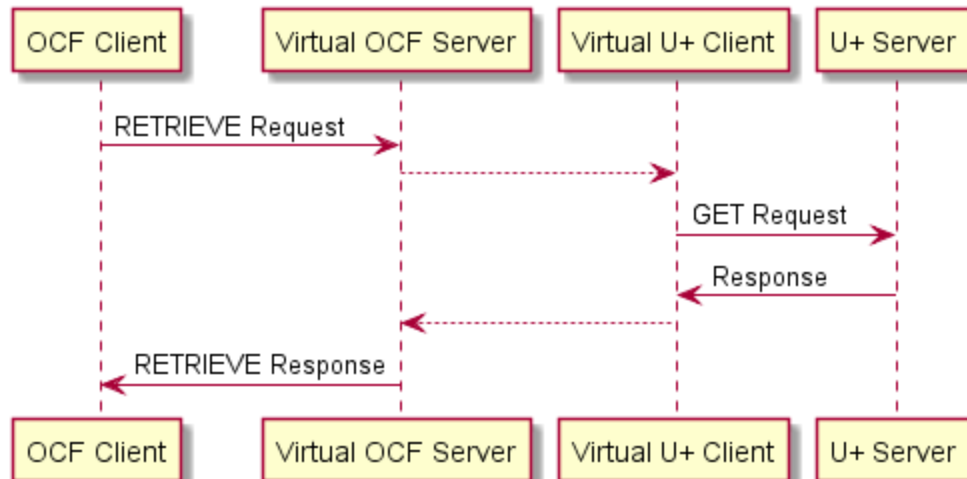 OCF Client
Virtual OCF Server
Virtual U+ Client
U+ Server
RETRIEVE Request
GET Request
Response
RETRIEVE Response
OCF Client
Virtual OCF Server
Virtual U+ Client
U+ Server